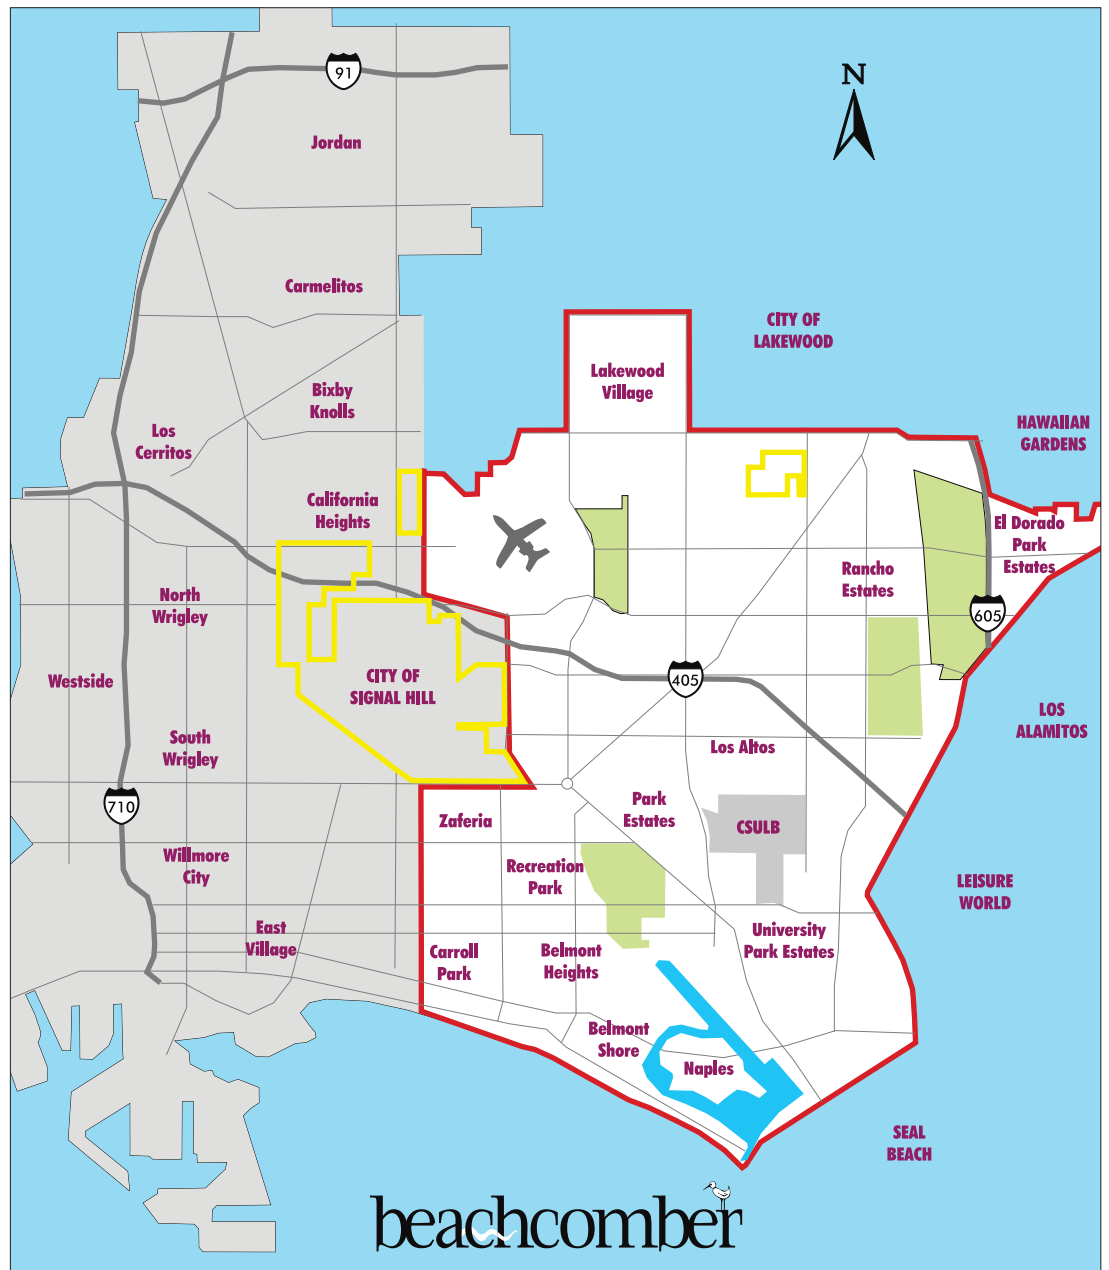 N
91
Jordan
Carmelitos
CITY OF
LAKEWOOD
Lakewood
Village
Bixby
Knolls
Los
Cerritos
HAWAIIAN
GARDENS
California
Heights
El Dorado
Park
Estates
Rancho
Estates
North
Wrigley
605
Westside
CITY OF
SIGNAL HILL
405
LOS
ALAMITOS
South
Wrigley
Los Altos
710
Zaferia
Park
Estates
CSULB
Willmore
City
Recreation
Park
LEISURE
WORLD
East
Village
Carroll
Park
Belmont
Heights
University
Park Estates
Belmont
Shore
Naples
SEAL
BEACH
beachcomber